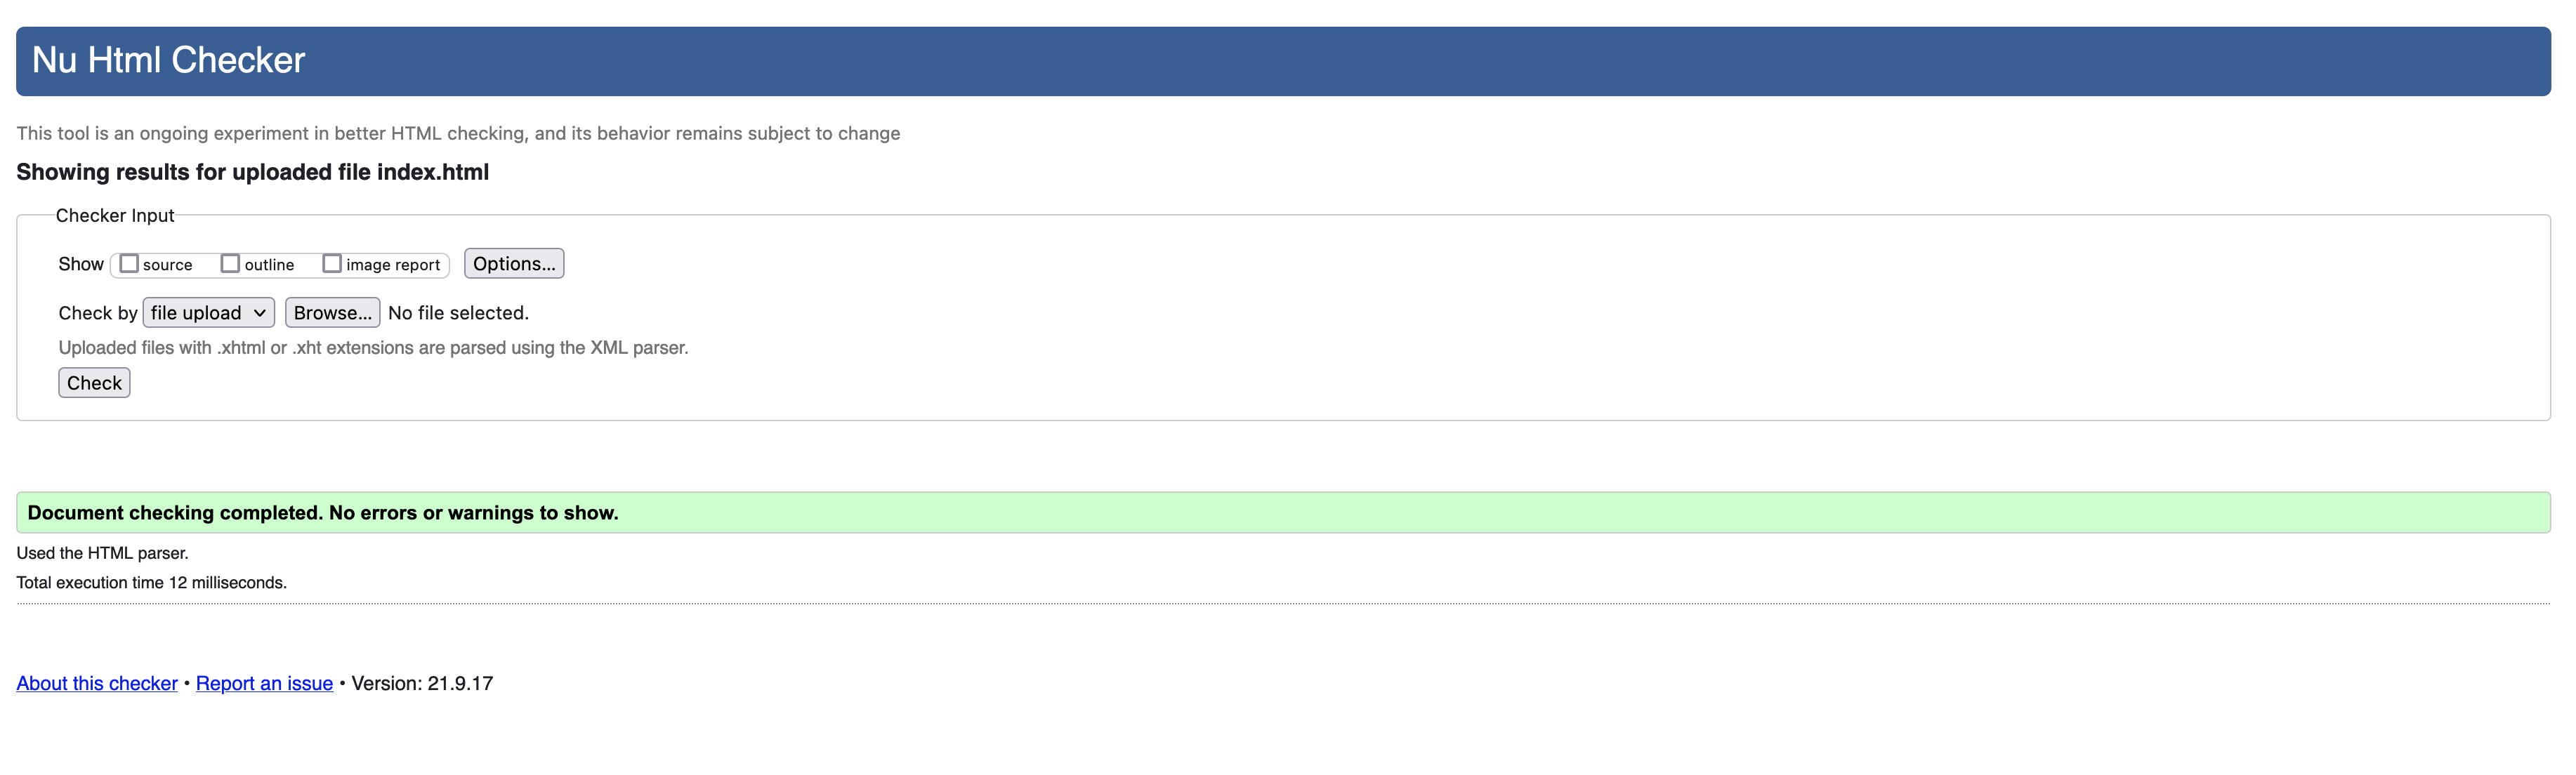 Nu Html Checker
This tool is an ongoing experiment in better HTML checking, and its behavior remains subject to change
Showing results for uploaded file index.html
Checker Input
Show source outline image report Options...
Check by file upload Browse... No file selected.
Uploaded files with .xhtml or .xht extensions are parsed using the XML parser.
Check
Document checking completed. No errors or warnings to show.
Used the HTML parser.
Total execution time 12 milliseconds.
About this checker • Report an issue • Version: 21.9.17